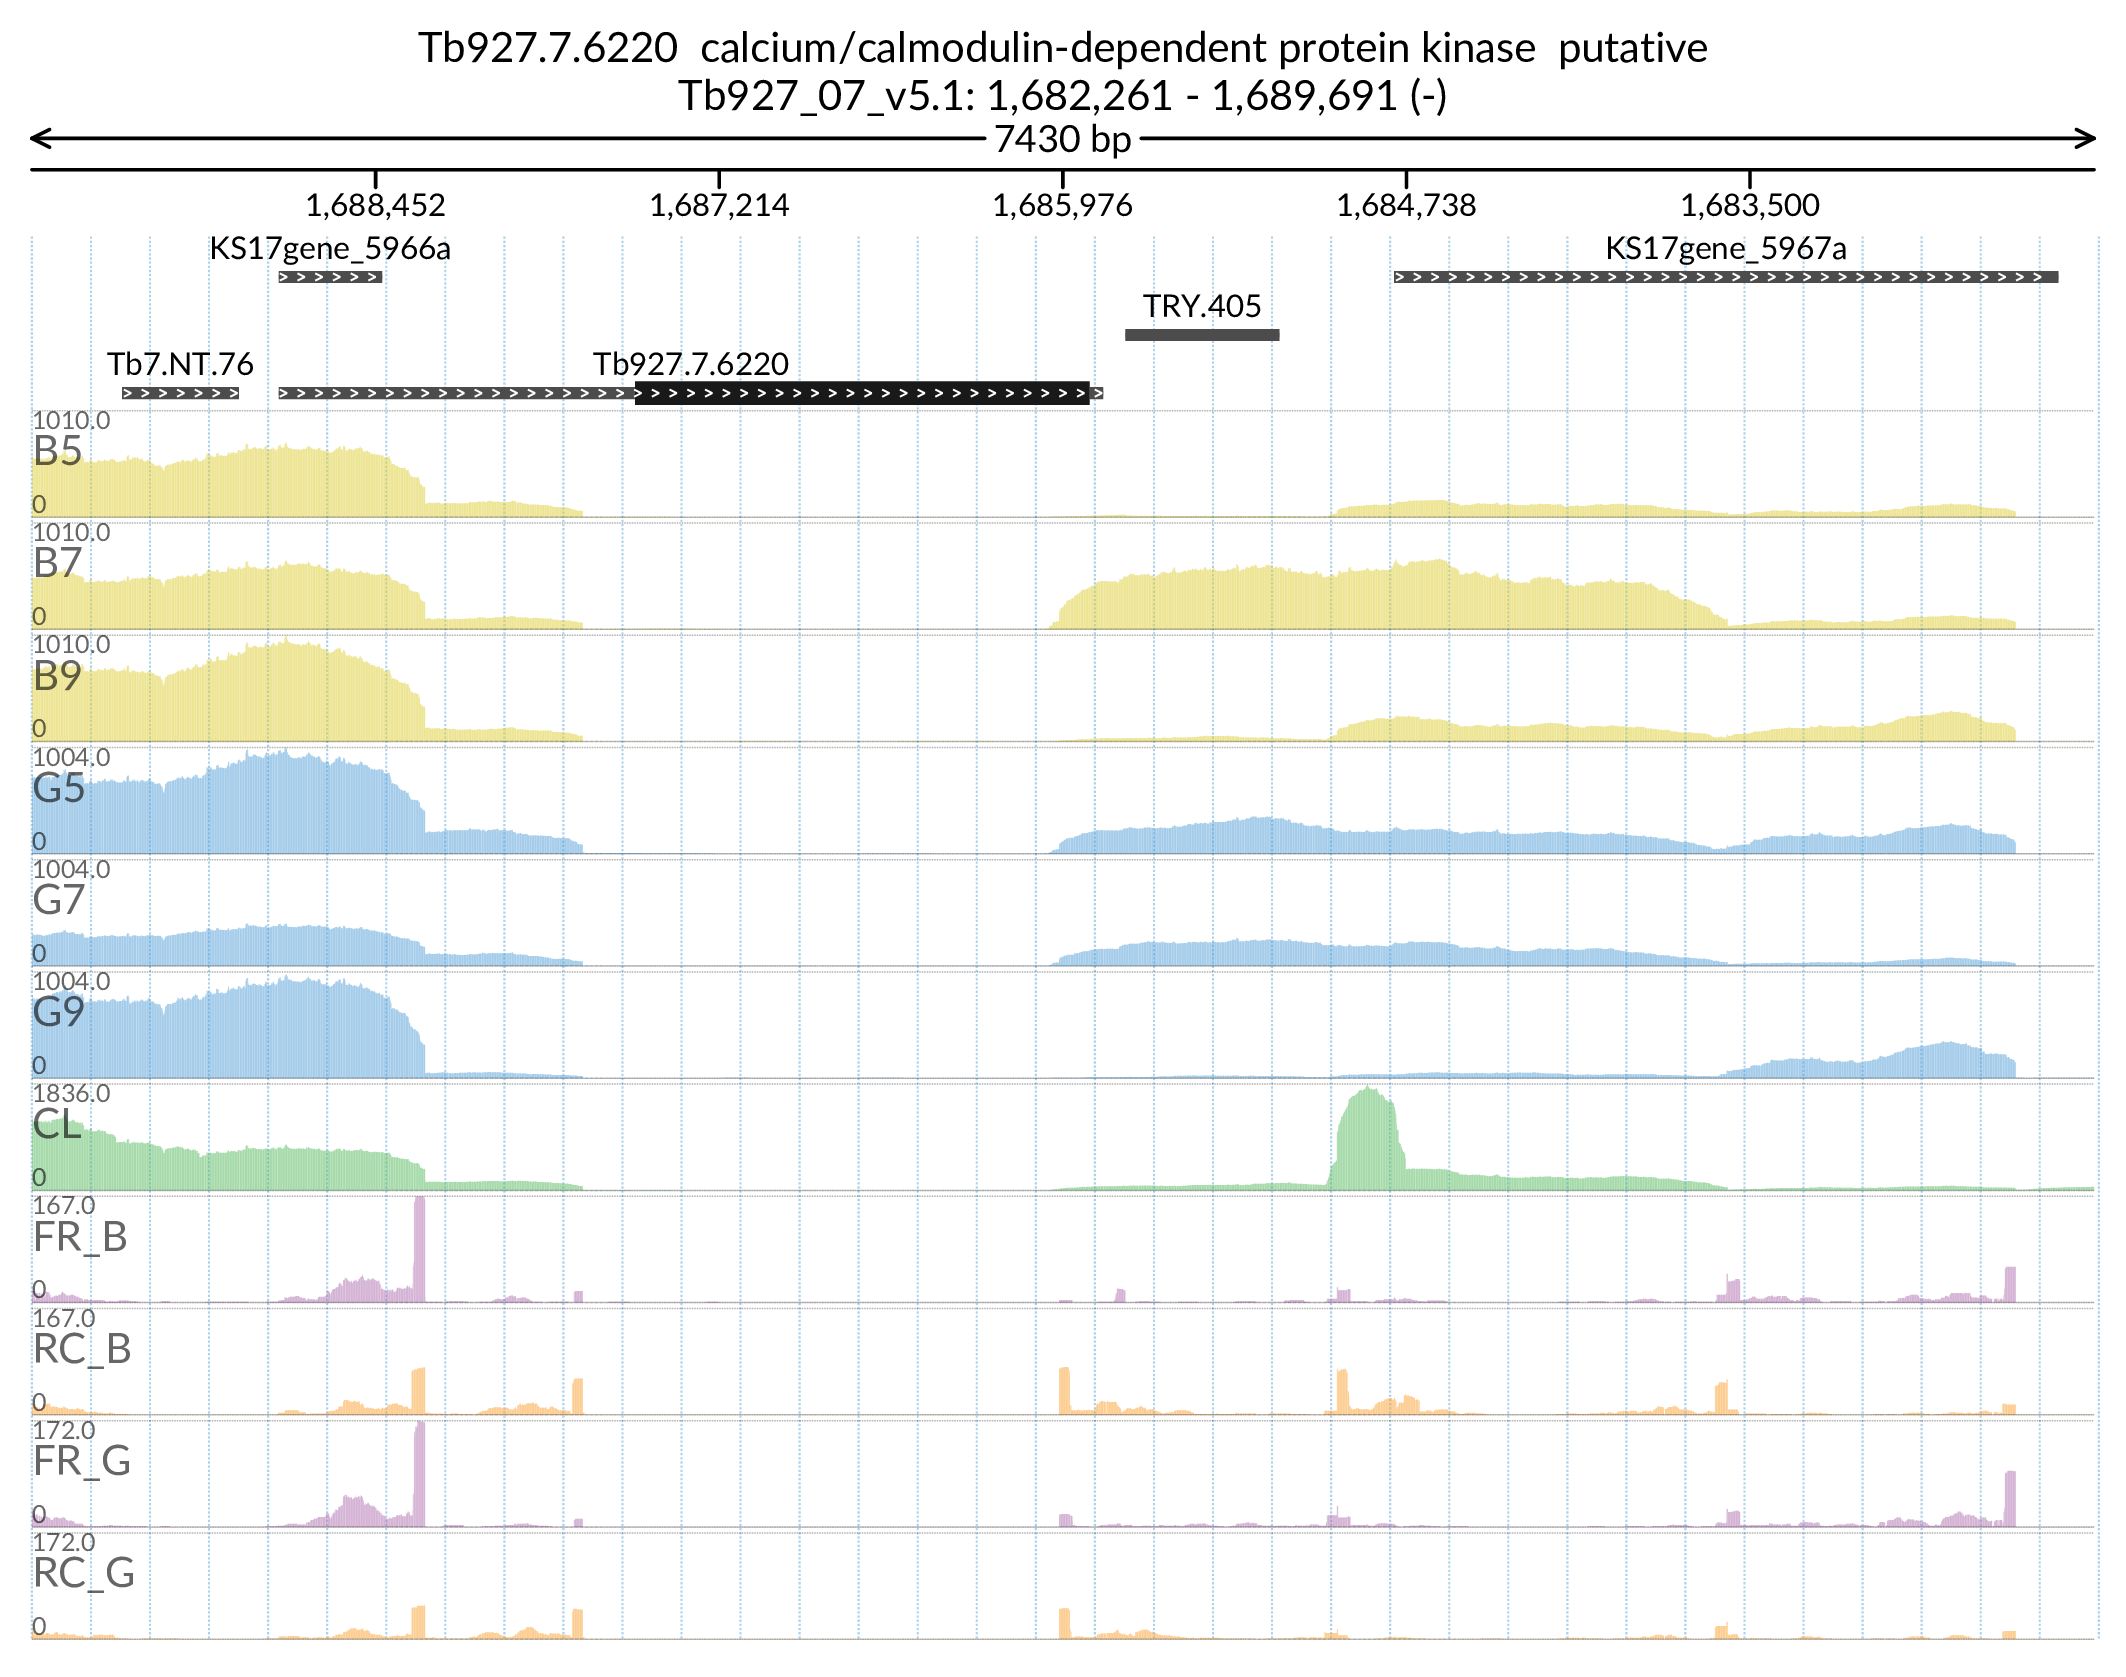 Tb927.7.6220  calcium/calmodulin-dependent protein kinase  putative
Tb927_07_v5.1: 1,682,261 - 1,689,691 (-)
7430 bp
1,688,452 1,687,214 1,685,976 1,684,738 1,683,500
KS17gene_5966a KS17gene_5967a
TRY.405
Tb7.NT.76 Tb927.7.6220
1010.0
B5
0
1010.0
B7
0
1010.0
B9
0
1004.0
G5
0
1004.0
G7
0
1004.0
G9
0
1836.0
CL
0
167.0
FR_B
0
167.0
RC_B
0
172.0
FR_G
0
172.0
RC_G
0